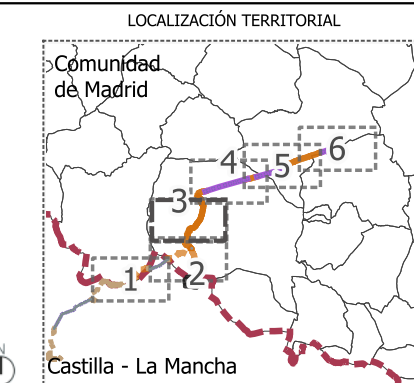 LOCALIZACIÓN TERRITORIAL
Comunidad
de Madrid
6
4
5
3
1
2
N
Castilla - La Mancha